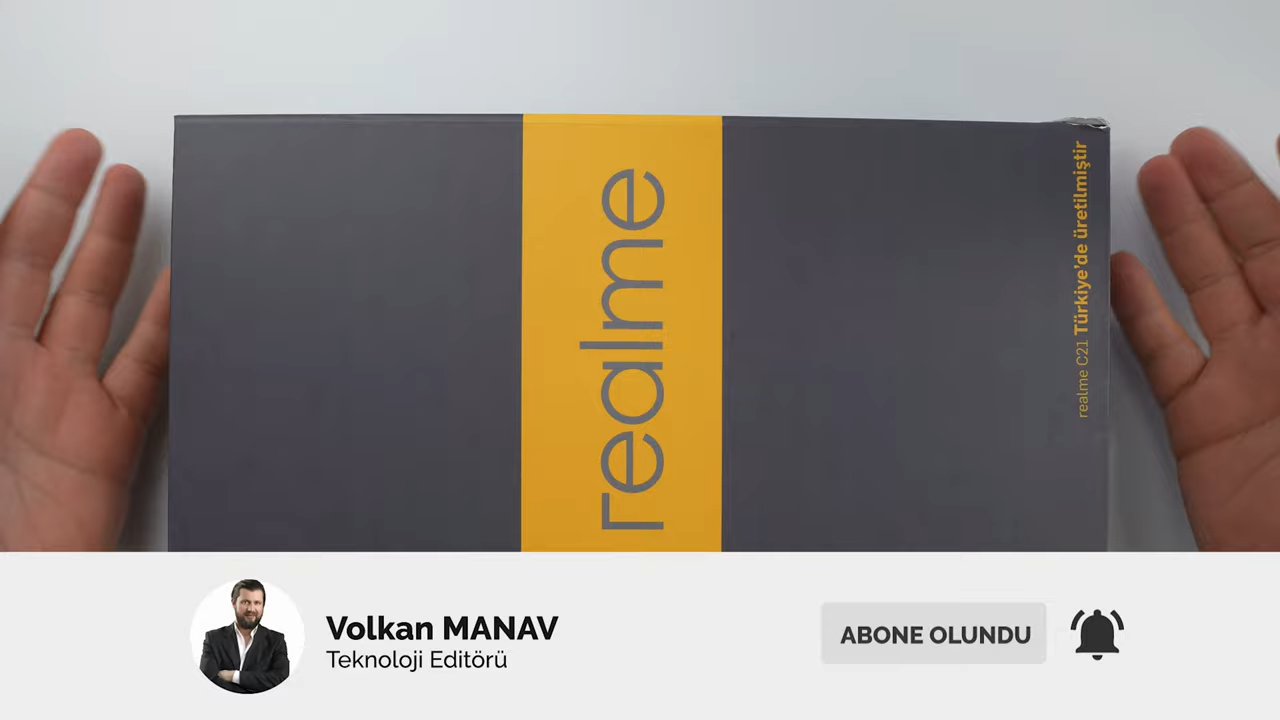 realme
realme C21 Türkiye'de üretilmiştir
Volkan MANAV
Teknoloji Editörü
ABONE OLUNDU